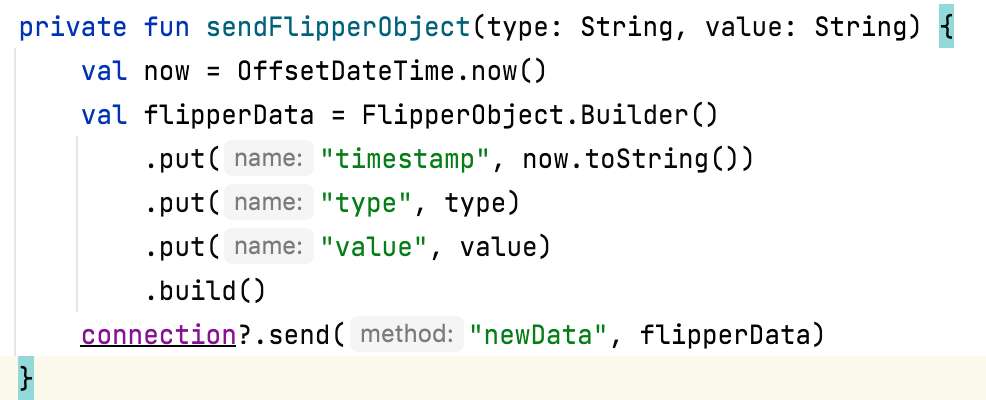 private fun sendFlipperObject(type: String, value: String) {
    val now = OffsetDateTime.now()
    val flipperData = FlipperObject.Builder()
        .put( name: "timestamp", now.toString())
        .put( name: "type", type)
        .put( name: "value", value)
        .build()
    connection?.send( method: "newData", flipperData)
}